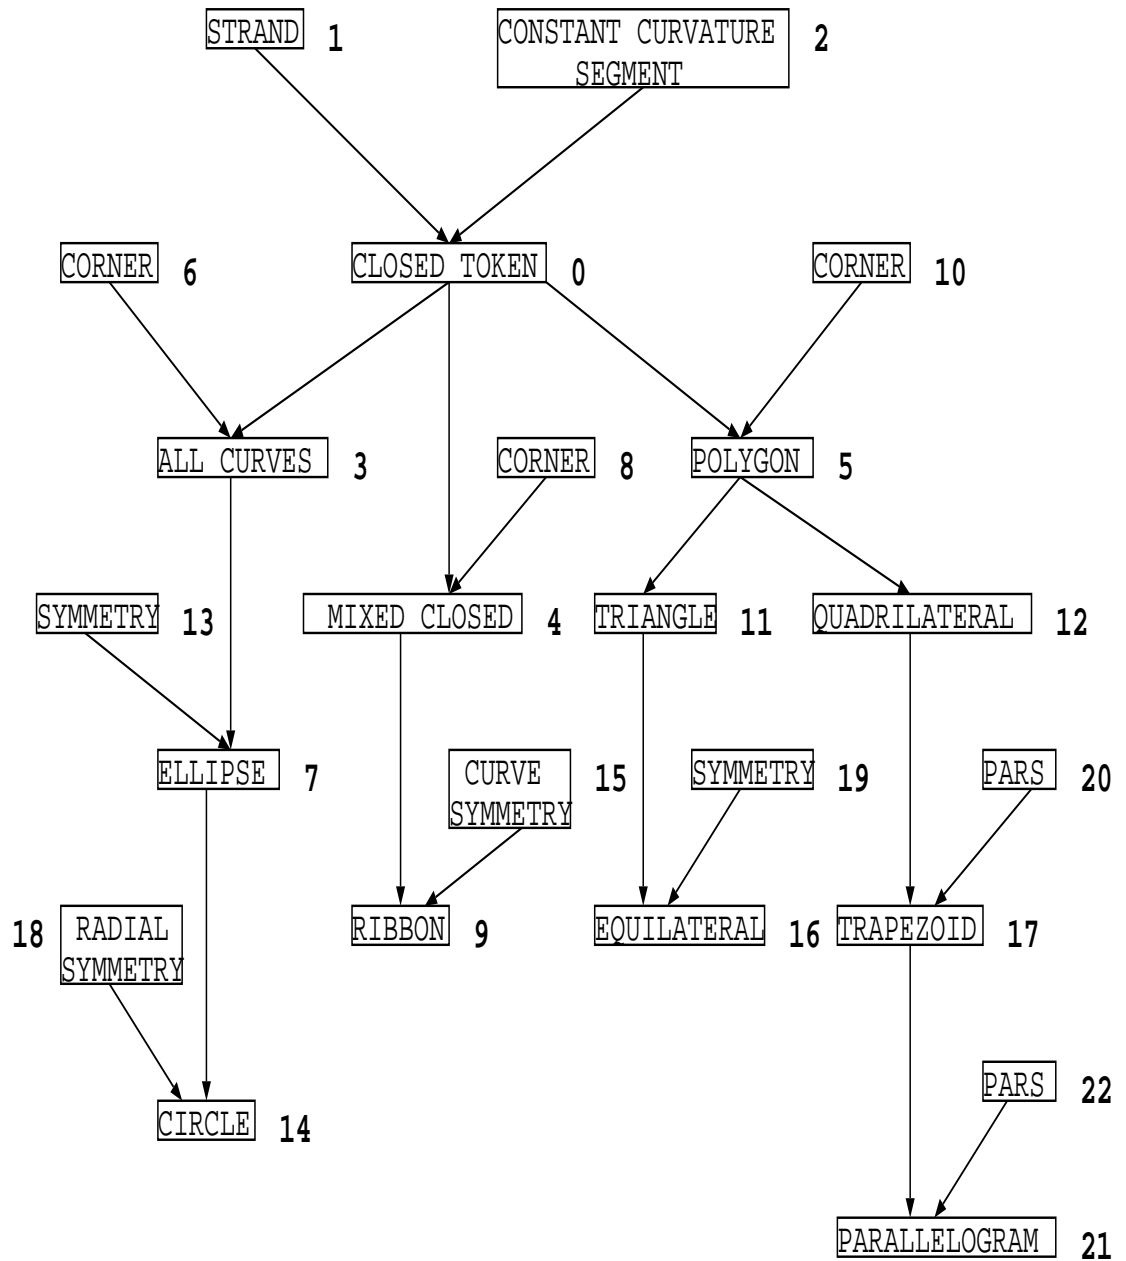 STRAND 1
CONSTANT CURVATURE 2
SEGMENT
CORNER 6
CLOSED TOKEN 0
CORNER 10
ALL CURVES 3
CORNER 8
POLYGON 5
SYMMETRY 13
MIXED CLOSED 4
TRIANGLE 11
QUADRILATERAL 12
ELLIPSE 7
CURVE 15
SYMMETRY
SYMMETRY 19
PARS 20
18 RADIAL
SYMMETRY
RIBBON 9
EQUILATERAL 16
TRAPEZOID 17
PARS 22
CIRCLE 14
PARALLELOGRAM 21